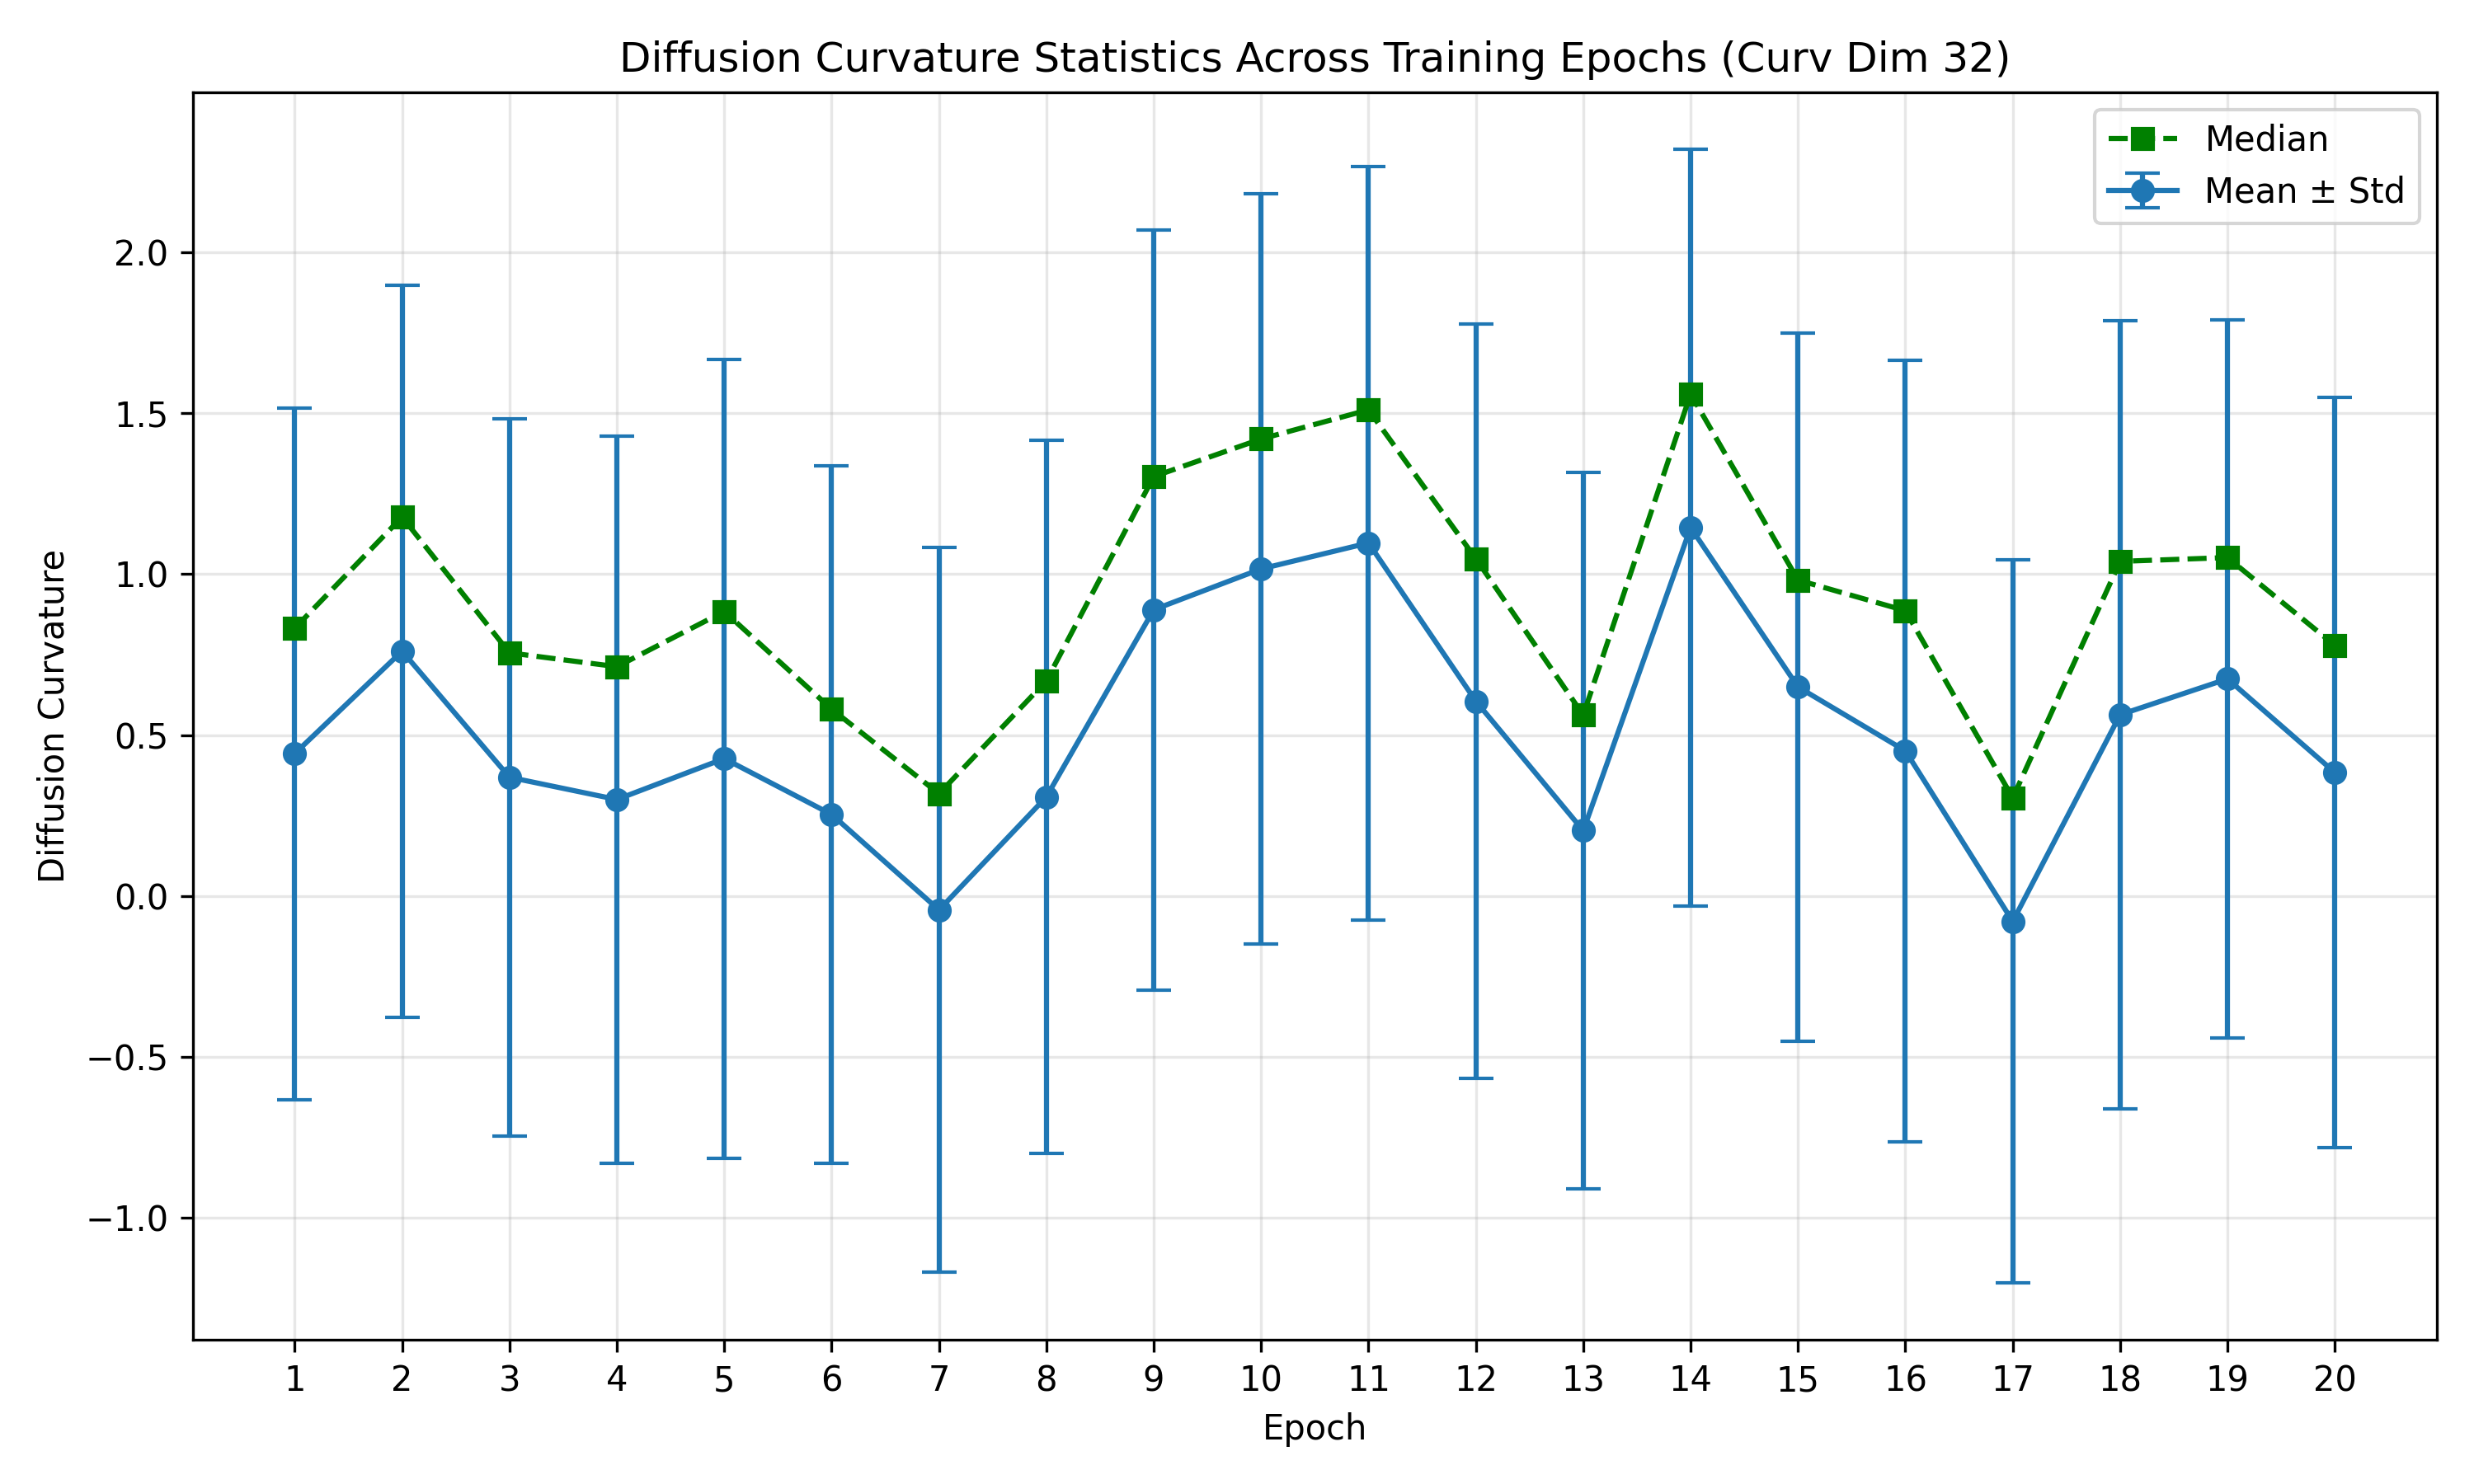 Diffusion Curvature Statistics Across Training Epochs (Curv Dim 32)
Median
Mean ± Std
Diffusion Curvature
2.0
1.5
1.0
0.5
0.0
−0.5
−1.0
1 2 3 4 5 6 7 8 9 10 11 12 13 14 15 16 17 18 19 20
Epoch